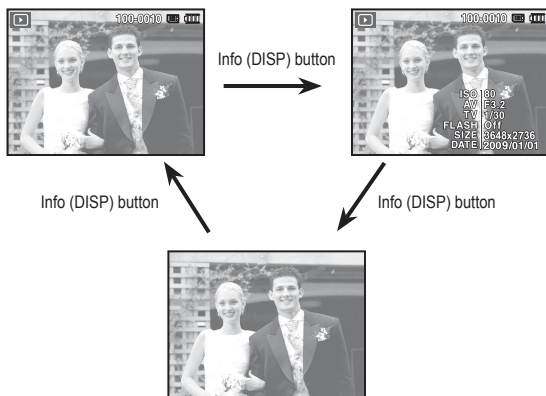 100-0010
Info (DISP) button
100-0010
ISO 80
AV F3.2
TV 1/30
FLASH Off
SIZE 3648x2736
DATE 2009/01/01
Info (DISP) button
Info (DISP) button